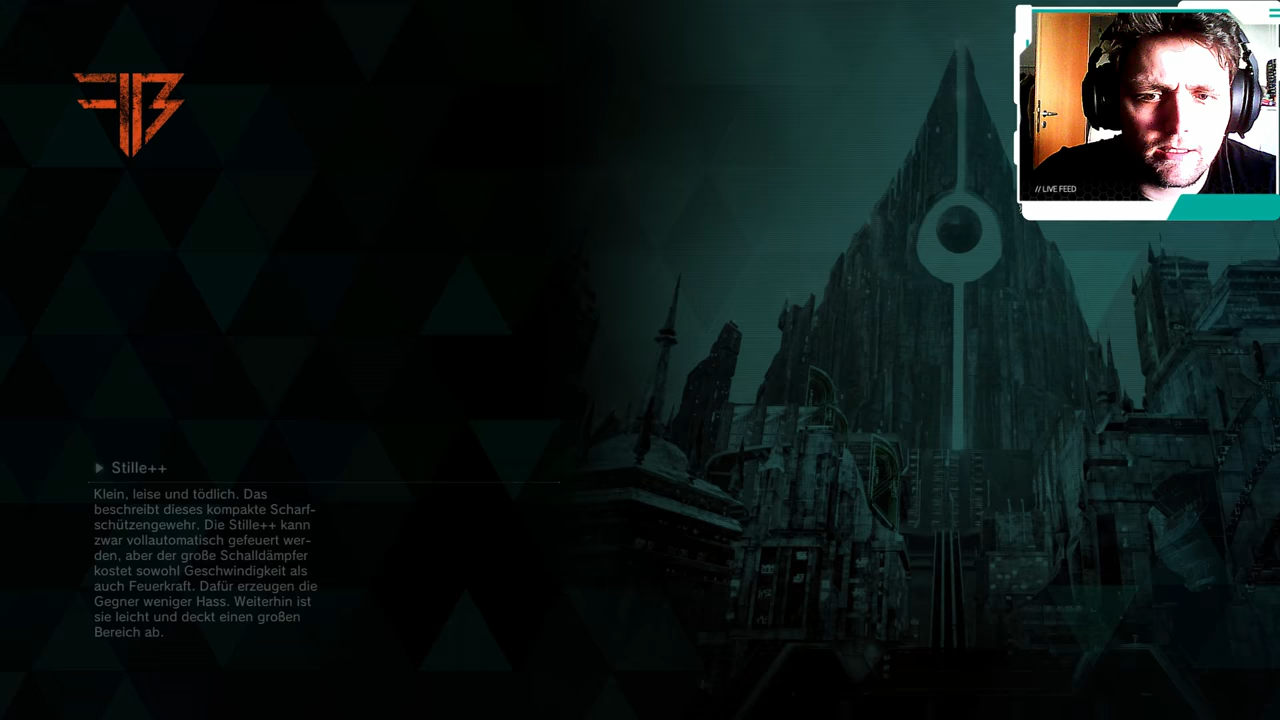 // LIVE FEED
Stille++
Klein, leise und tödlich. Das
beschreibt dieses kompakte Scharf-
schützengewehr. Die Stille++ kann
zwar vollautomatisch gefeuert wer-
den, aber der große Schalldämpfer
kostet sowohl Geschwindigkeit als
auch Feuerkraft. Dafür erzeugen die
Gegner weniger Hass. Weiterhin ist
sie leicht und deckt einen großen
Bereich ab.